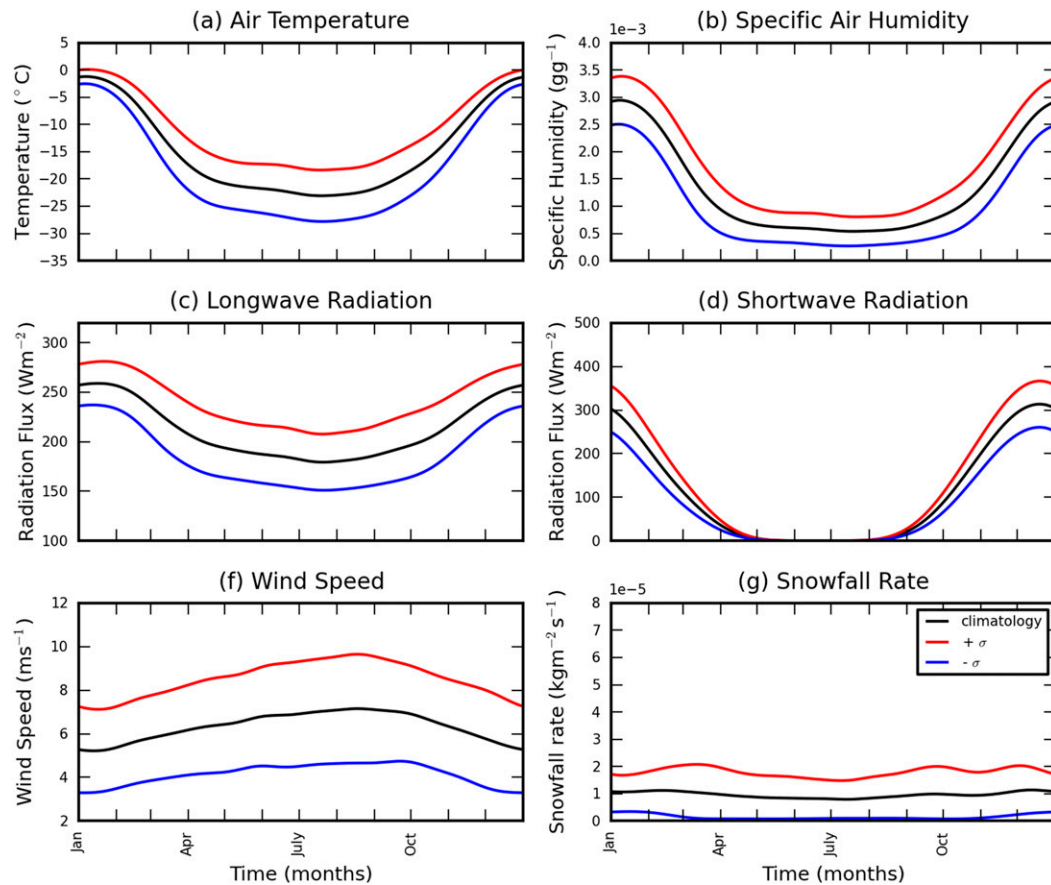 (a) Air Temperature
(b) Specific Air Humidity
1e−3
Temperature (°C)
5
0
−5
−10
−15
−20
−25
−30
−35
Specific Humidity (gg⁻¹)
4.0
3.5
3.0
2.5
2.0
1.5
1.0
0.5
0.0
(c) Longwave Radiation
(d) Shortwave Radiation
Radiation Flux (Wm⁻²)
300
250
200
150
100
Radiation Flux (Wm⁻²)
500
400
300
200
100
0
(f) Wind Speed
(g) Snowfall Rate
1e−5
Wind Speed (ms⁻¹)
12
10
8
6
4
2
Snowfall rate (kgm⁻²s⁻¹)
8
7
6
5
4
3
2
1
0
climatology
+ σ
- σ
Jan
Apr
July
Oct
Jan
Apr
July
Oct
Time (months)
Time (months)